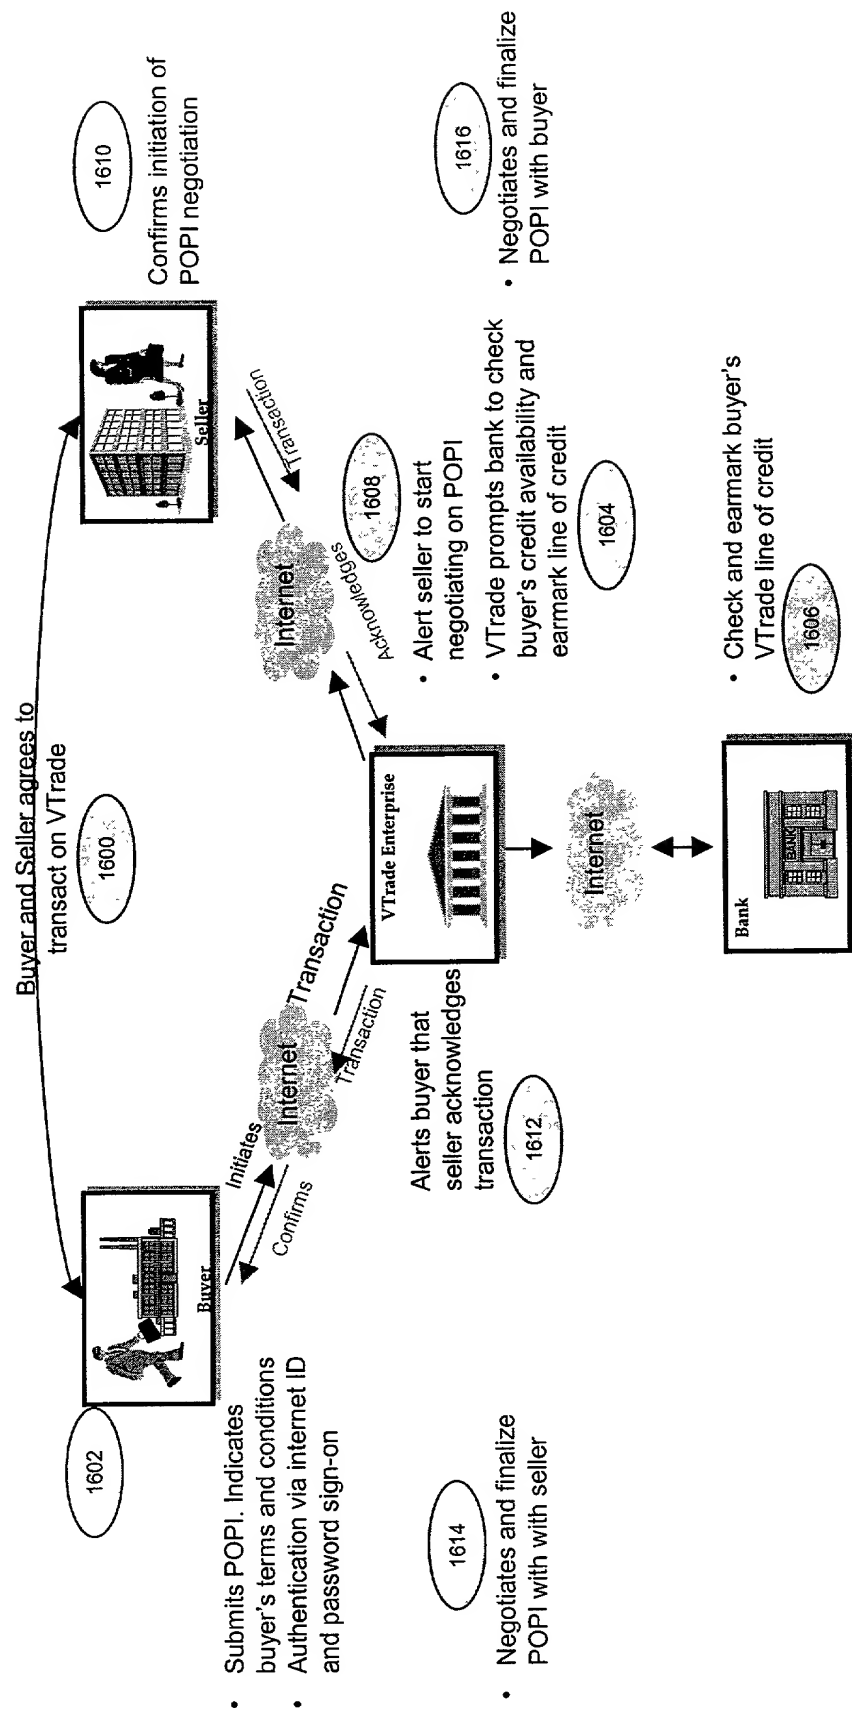 Buyer and Seller agrees to
transact on VTrade
1600
1602
Buyer
• Submits POPI. Indicates
buyer's terms and conditions
• Authentication via internet ID
and password sign-on
Initiates
Internet
Transaction
Confirms
Transaction
Seller
1610
Confirms initiation of
POPI negotiation
Transaction
Internet
Acknowledges
VTrade Enterprise
1608
• Alert seller to start
negotiating on POPI
• VTrade prompts bank to check
buyer's credit availability and
earmark line of credit
1604
1616
• Negotiates and finalize
POPI with buyer
Alerts buyer that
seller acknowledges
transaction
1612
1614
• Negotiates and finalize
POPI with with seller
Internet
Bank
BANK
• Check and earmark buyer's
VTrade line of credit
1606